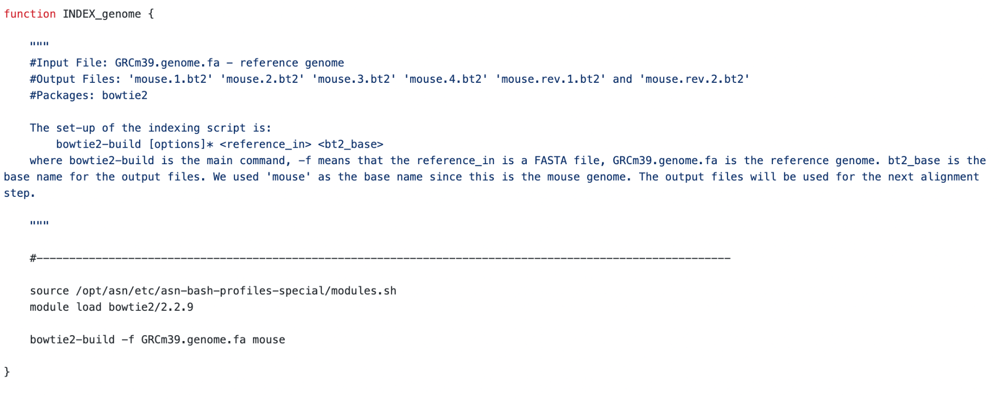 function INDEX_genome {
"""
#Input File: GRCm39.genome.fa - reference genome
#Output Files: 'mouse.1.bt2' 'mouse.2.bt2' 'mouse.3.bt2' 'mouse.4.bt2' 'mouse.rev.1.bt2' and 'mouse.rev.2.bt2'
#Packages: bowtie2
The set-up of the indexing script is:
bowtie2-build [options]* <reference_in> <bt2_base>
where bowtie2-build is the main command, -f means that the reference_in is a FASTA file, GRCm39.genome.fa is the reference genome. bt2_base is the
base name for the output files. We used 'mouse' as the base name since this is the mouse genome. The output files will be used for the next alignment
step.
"""
#----------------------------------------------------------------------------------------------------------
source /opt/asn/etc/asn-bash-profiles-special/modules.sh
module load bowtie2/2.2.9
bowtie2-build -f GRCm39.genome.fa mouse
}